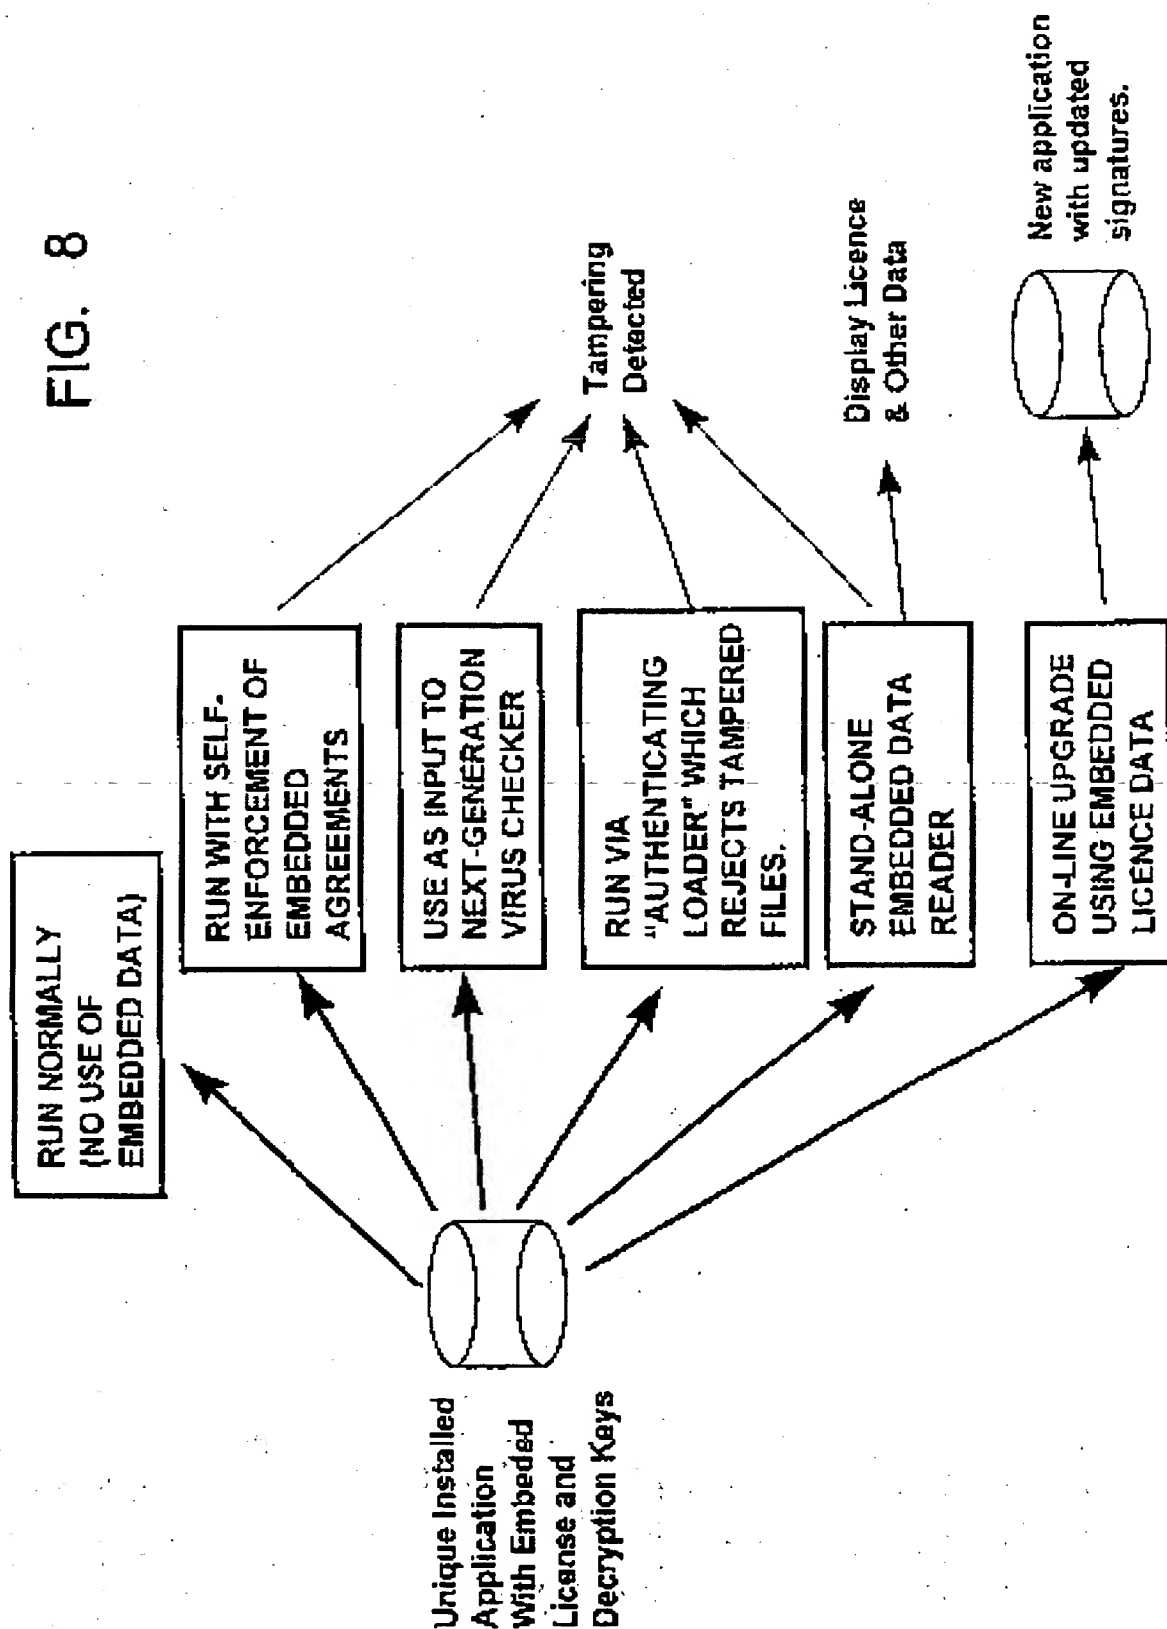 FIG. 8
RUN NORMALLY
(NO USE OF
EMBEDDED DATA)
RUN WITH SELF-
ENFORCEMENT OF
EMBEDDED
AGREEMENTS
USE AS INPUT TO
NEXT-GENERATION
VIRUS CHECKER
RUN VIA
"AUTHENTICATING
LOADER" WHICH
REJECTS TAMPERED
FILES.
STAND-ALONE
EMBEDDED DATA
READER
ON-LINE UPGRADE
USING EMBEDDED
LICENCE DATA
Unique Installed
Application
With Embeded
License and
Decryption Keys
Tampering
Detected
Display Licence
& Other Data
New application
with updated
signatures.